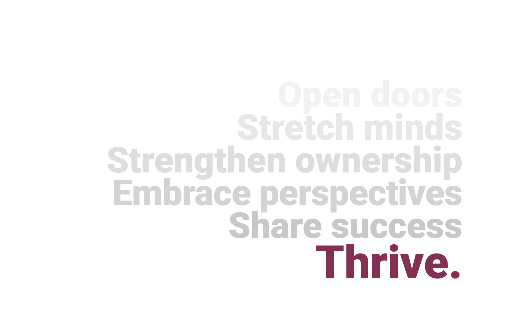 Open doors
Stretch minds
Strengthen ownership
Embrace perspectives
Share success
Thrive.